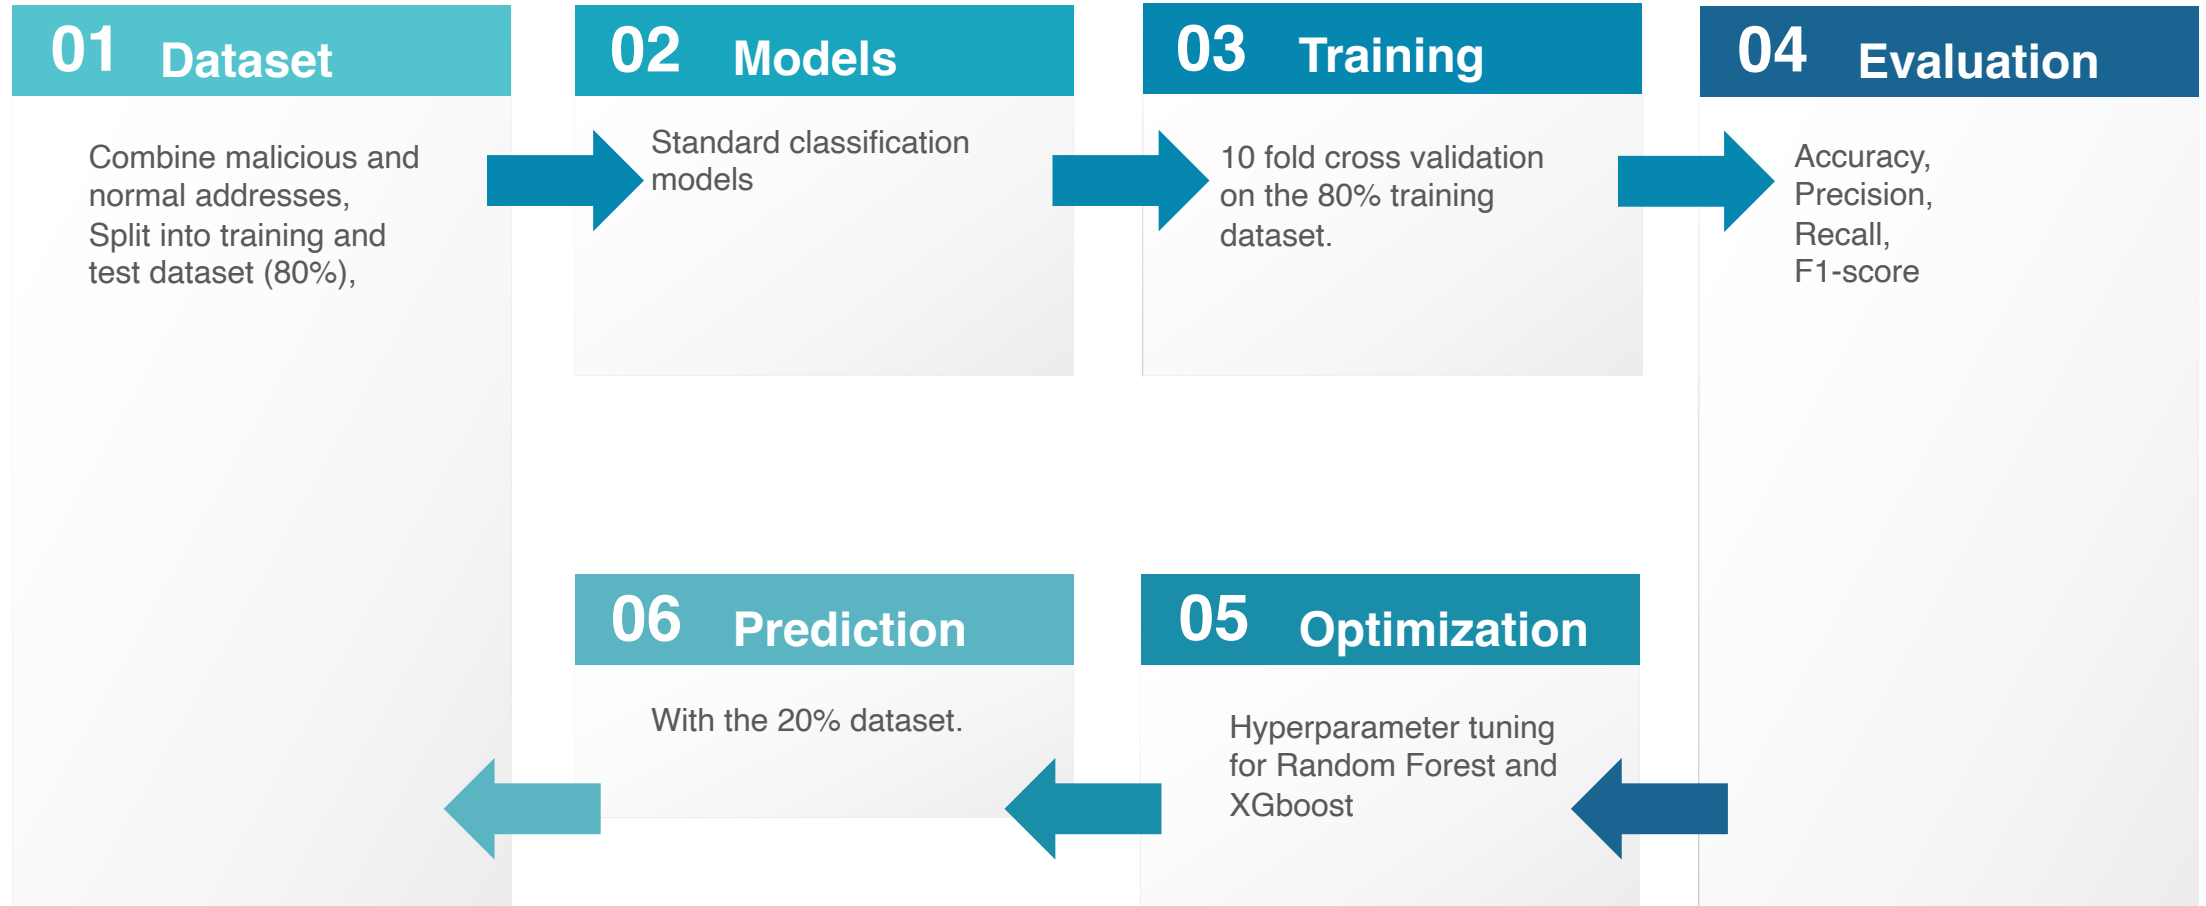 01 Dataset
Combine malicious and
normal addresses,
Split into training and
test dataset (80%),
02 Models
Standard classification
models
03 Training
10 fold cross validation
on the 80% training
dataset.
04 Evaluation
Accuracy,
Precision,
Recall,
F1-score
05 Optimization
Hyperparameter tuning
for Random Forest and
XGboost
06 Prediction
With the 20% dataset.